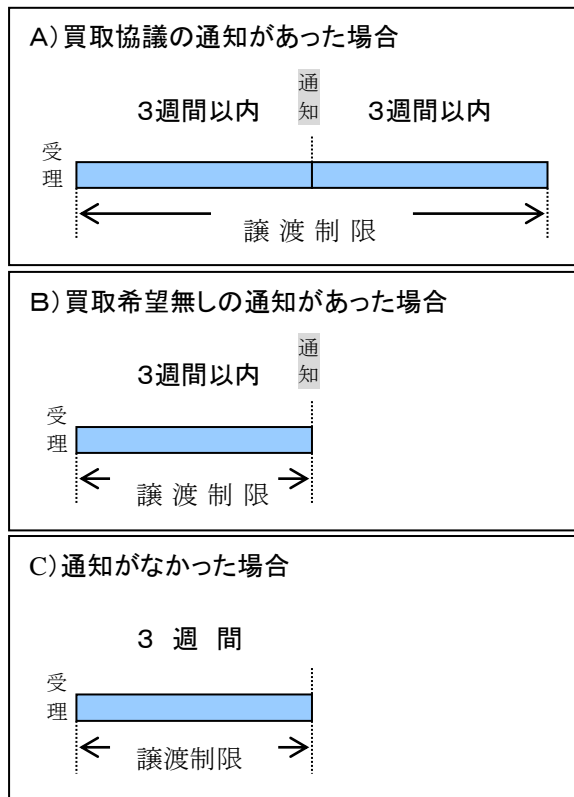 A)買取協議の通知があった場合
通知
3週間以内 3週間以内
受理
譲渡制限
B)買取希望無しの通知があった場合
通知
3週間以内
受理
譲渡制限
C)通知がなかった場合
3週間
受理
譲渡制限